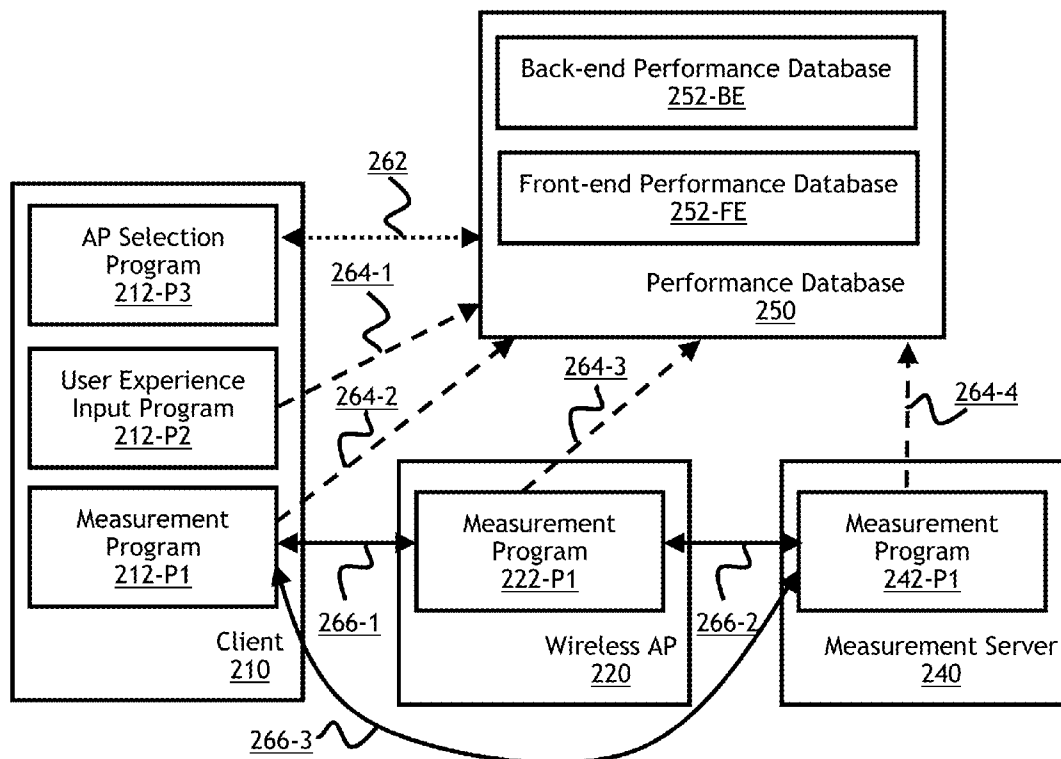 Back-end Performance Database
252-BE
Front-end Performance Database
252-FE
Performance Database
250
262
AP Selection
Program
212-P3
264-1
User Experience
Input Program
212-P2
264-2
264-3
264-4
Measurement
Program
212-P1
Measurement
Program
222-P1
Measurement
Program
242-P1
266-1
266-2
Client
210
Wireless AP
220
Measurement Server
240
266-3